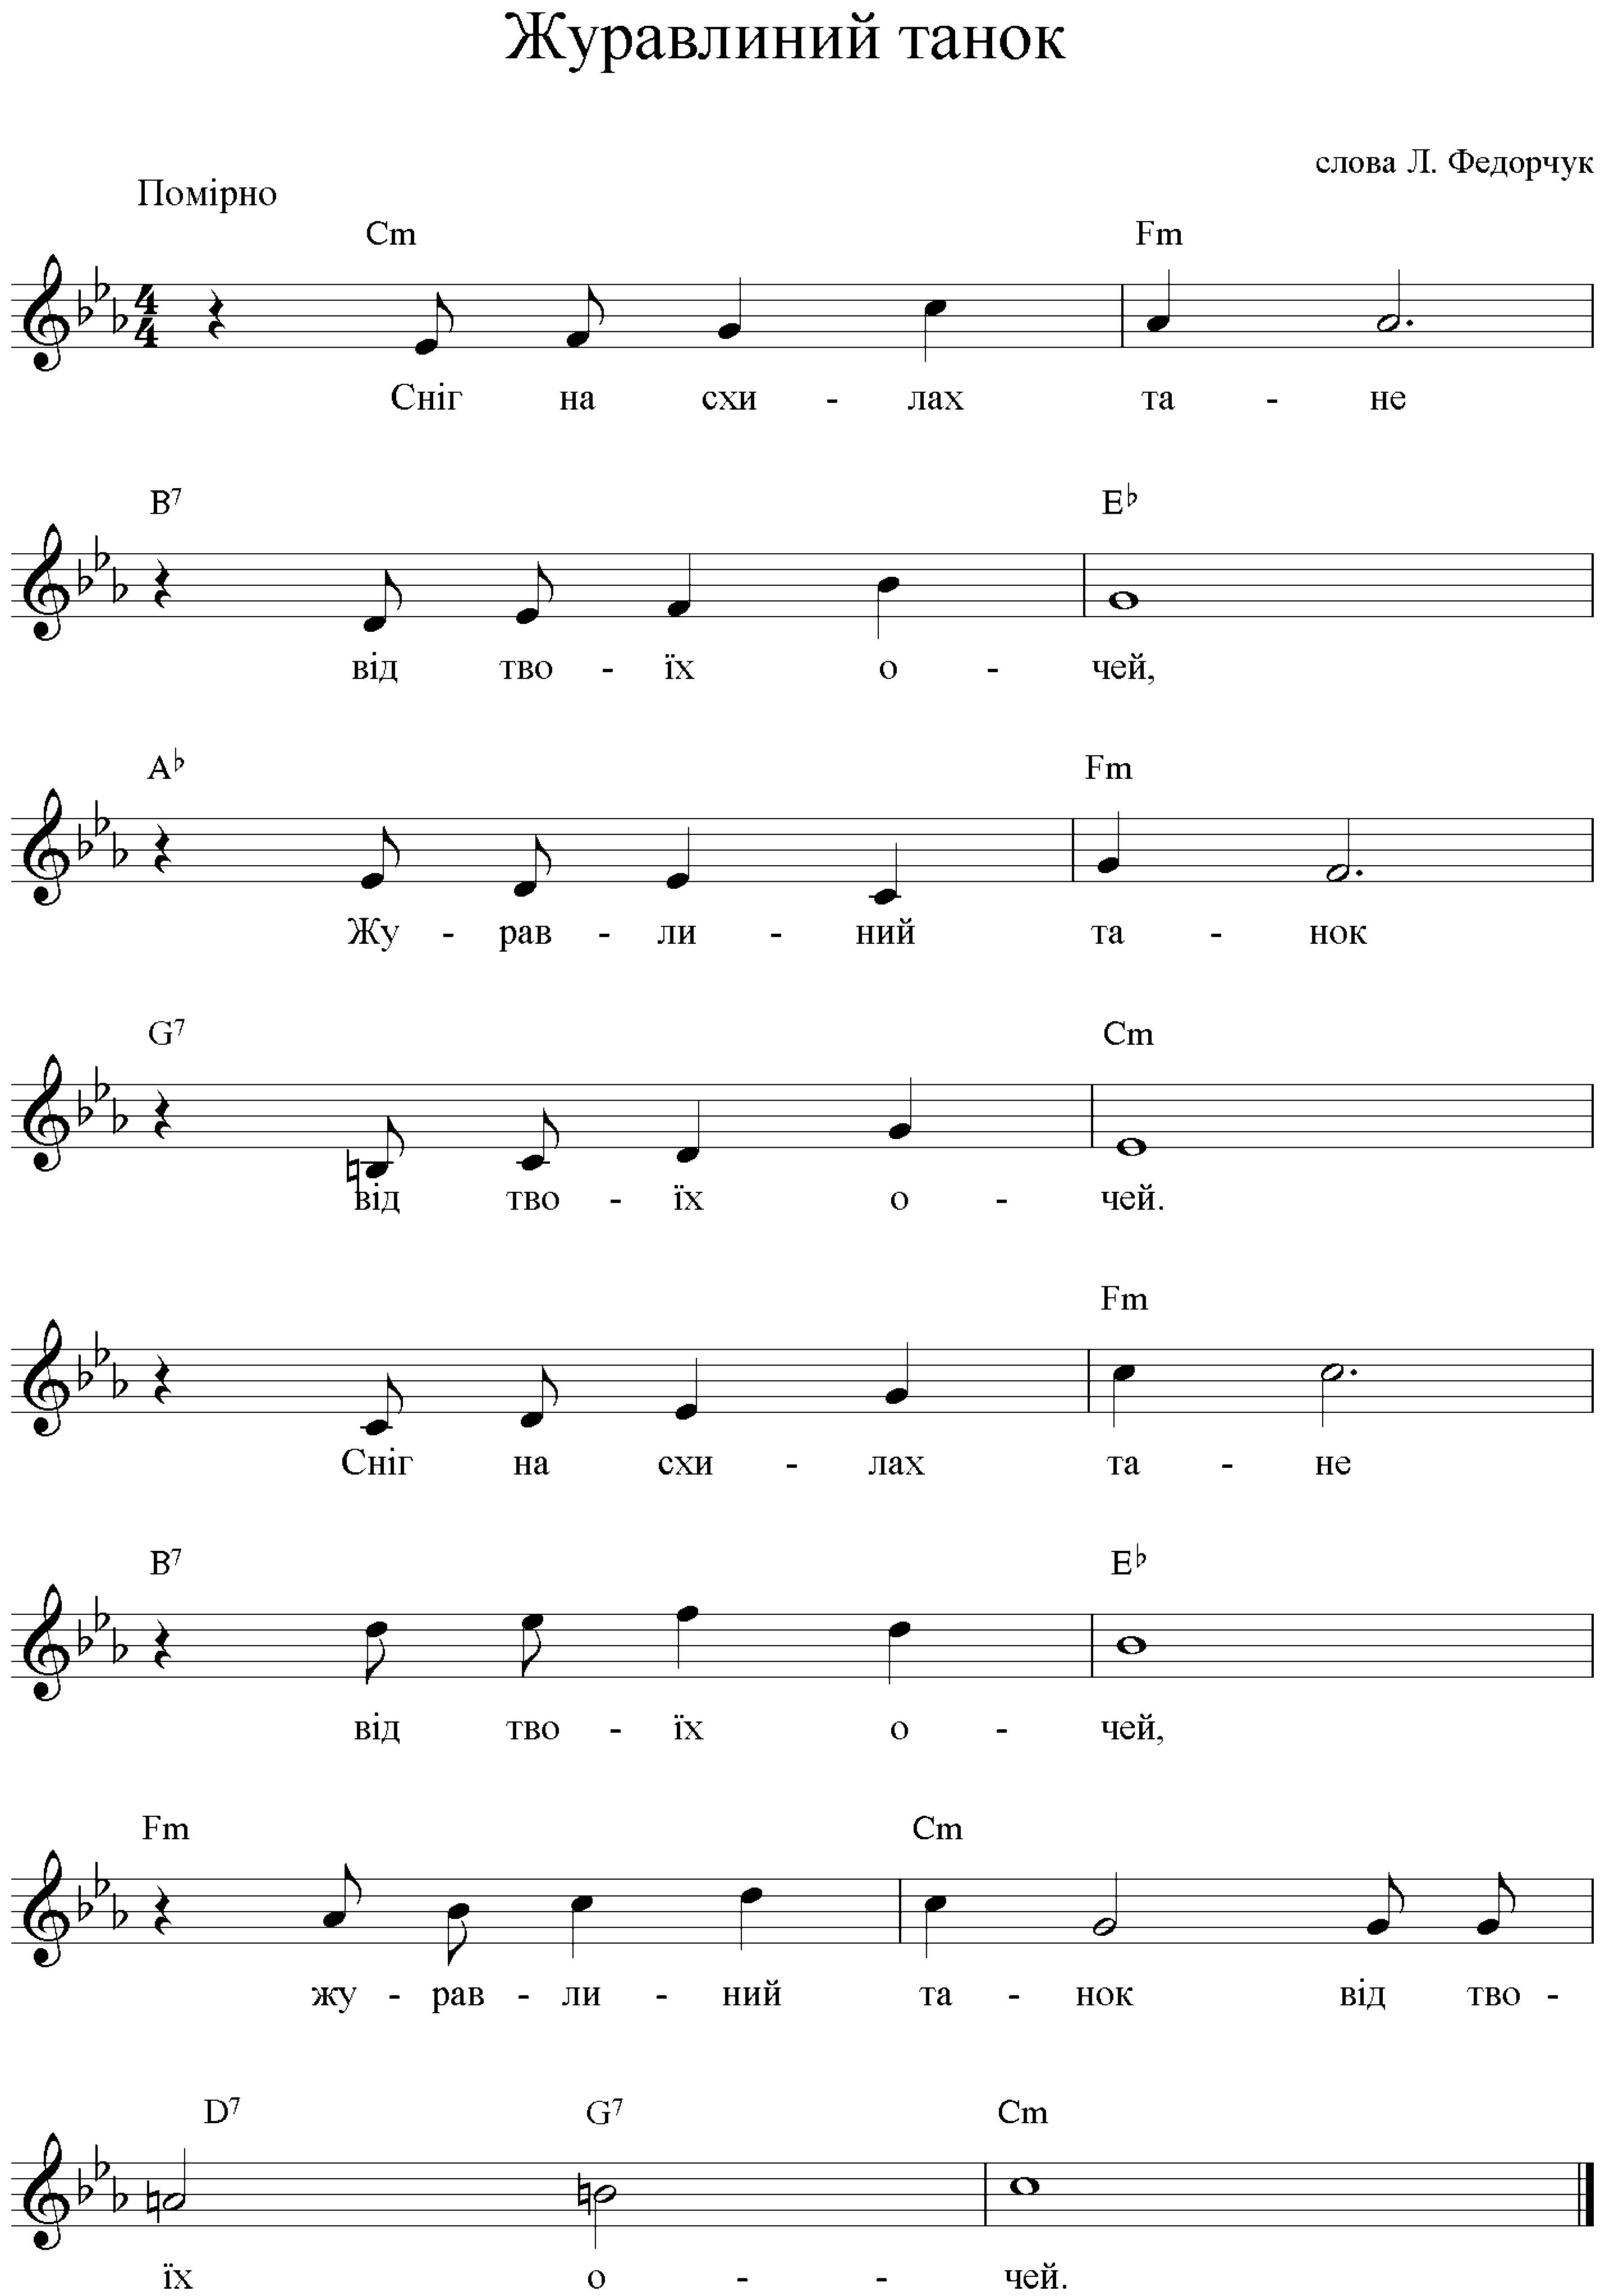 Журавлиний танок
слова Л. Федорчук
Помірно
Cm Fm
4
4
Сніг на схи - лах та - не
B7 E♭
від тво - їх о - чей,
A♭ Fm
Жу - рав - ли - ний та - нок
G7 Cm
від тво - їх о - чей.
Fm
Сніг на схи - лах та - не
B7 E♭
від тво - їх о - чей,
Fm Cm
жу - рав - ли - ний та - нок від тво -
D7 G7 Cm
їх о - - чей.